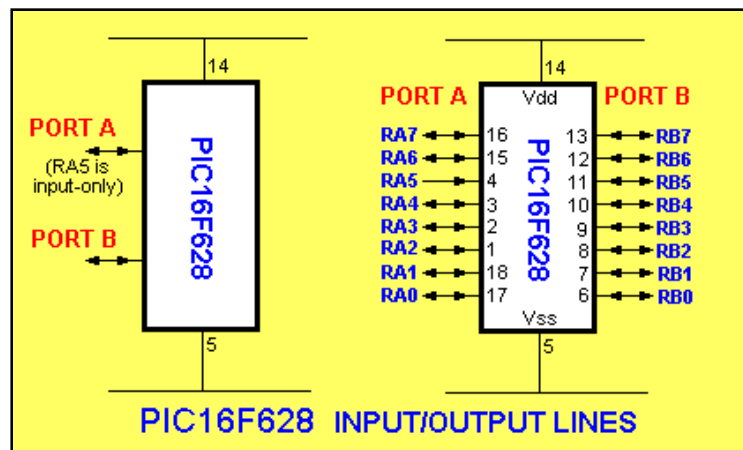 14
PORT A
(RA5 is
input-only)
PORT B
PIC16F628
5
14
PORT A
Vdd
PORT B
RA7 16 13 RB7
RA6 15 12 RB6
RA5 4 11 RB5
RA4 3 10 RB4
RA3 2 9 RB3
RA2 1 8 RB2
RA1 18 7 RB1
RA0 17 6 RB0
PIC16F628
Vss
5
PIC16F628 INPUT/OUTPUT LINES